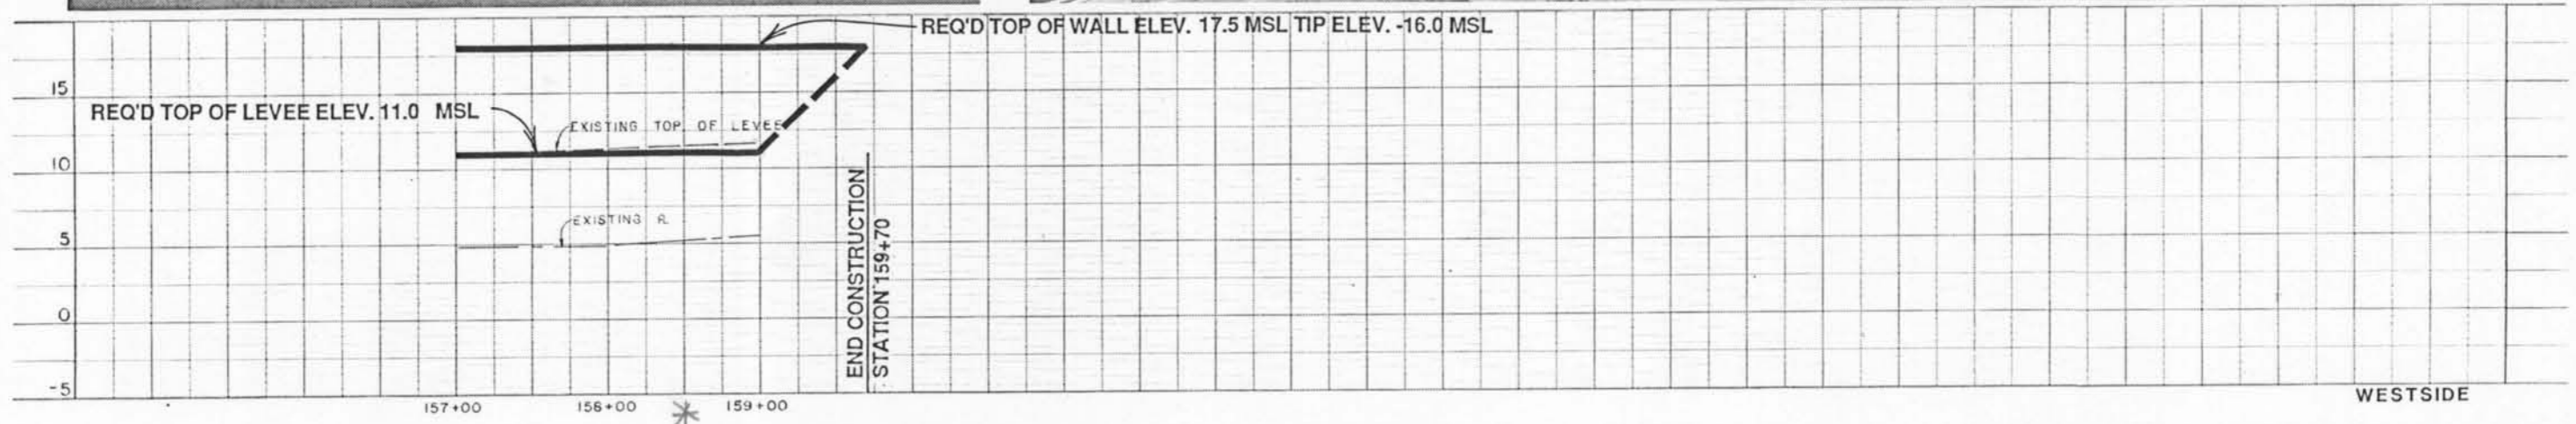 REQ'D TOP OF WALL ELEV. 17.5 MSL TIP ELEV. -16.0 MSL
15
REQ'D TOP OF LEVEE ELEV. 11.0 MSL
EXISTING TOP OF LEVEE
10
EXISTING R
5
0
-5
END CONSTRUCTION
STATION 159+70
157+00
158+00
159+00
WESTSIDE